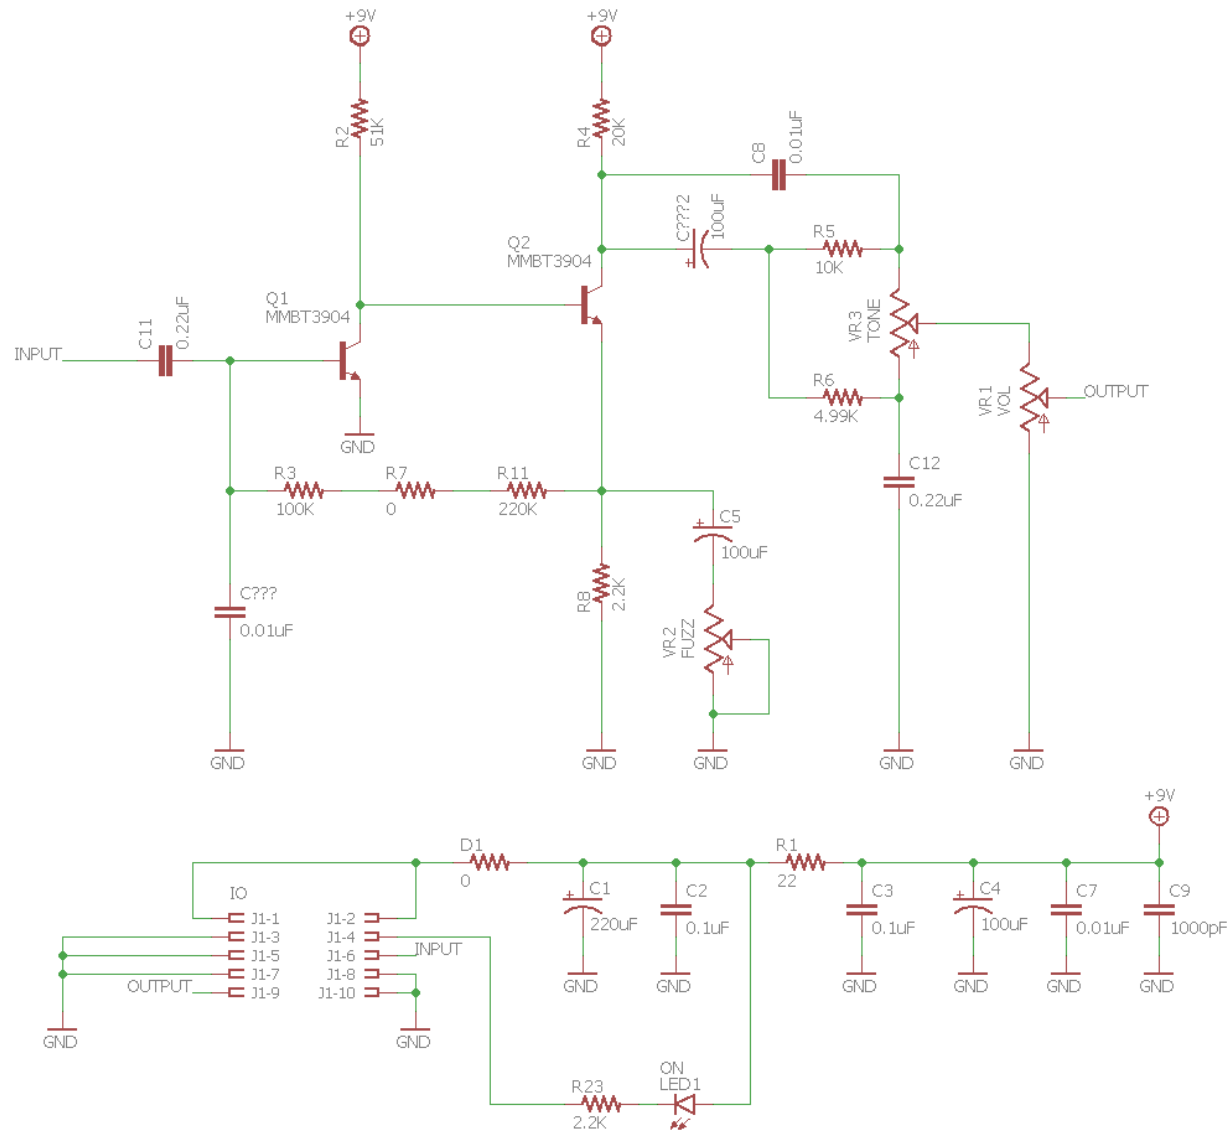 +9V
+9V
R2
51K
R4
20K
C8
0.01uF
C???2
100uF
R5
10K
Q2
MMBT3904
Q1
MMBT3904
VR3
TONE
INPUT
C11
0.22uF
R6
4.99K
VR1
VOL
OUTPUT
GND
C12
0.22uF
R3
100K
R7
0
R11
220K
C5
100uF
C???
0.01uF
R8
2.2K
VR2
FUZZ
GND
GND
GND
GND
GND
+9V
D1
0
R1
22
IO
J1-1
J1-2
J1-3
J1-4
J1-5
J1-6
INPUT
J1-7
J1-8
OUTPUT
J1-9
J1-10
C1
220uF
C2
0.1uF
C3
0.1uF
C4
100uF
C7
0.01uF
C9
1000pF
GND
GND
GND
GND
GND
GND
GND
GND
ON
LED1
R23
2.2K